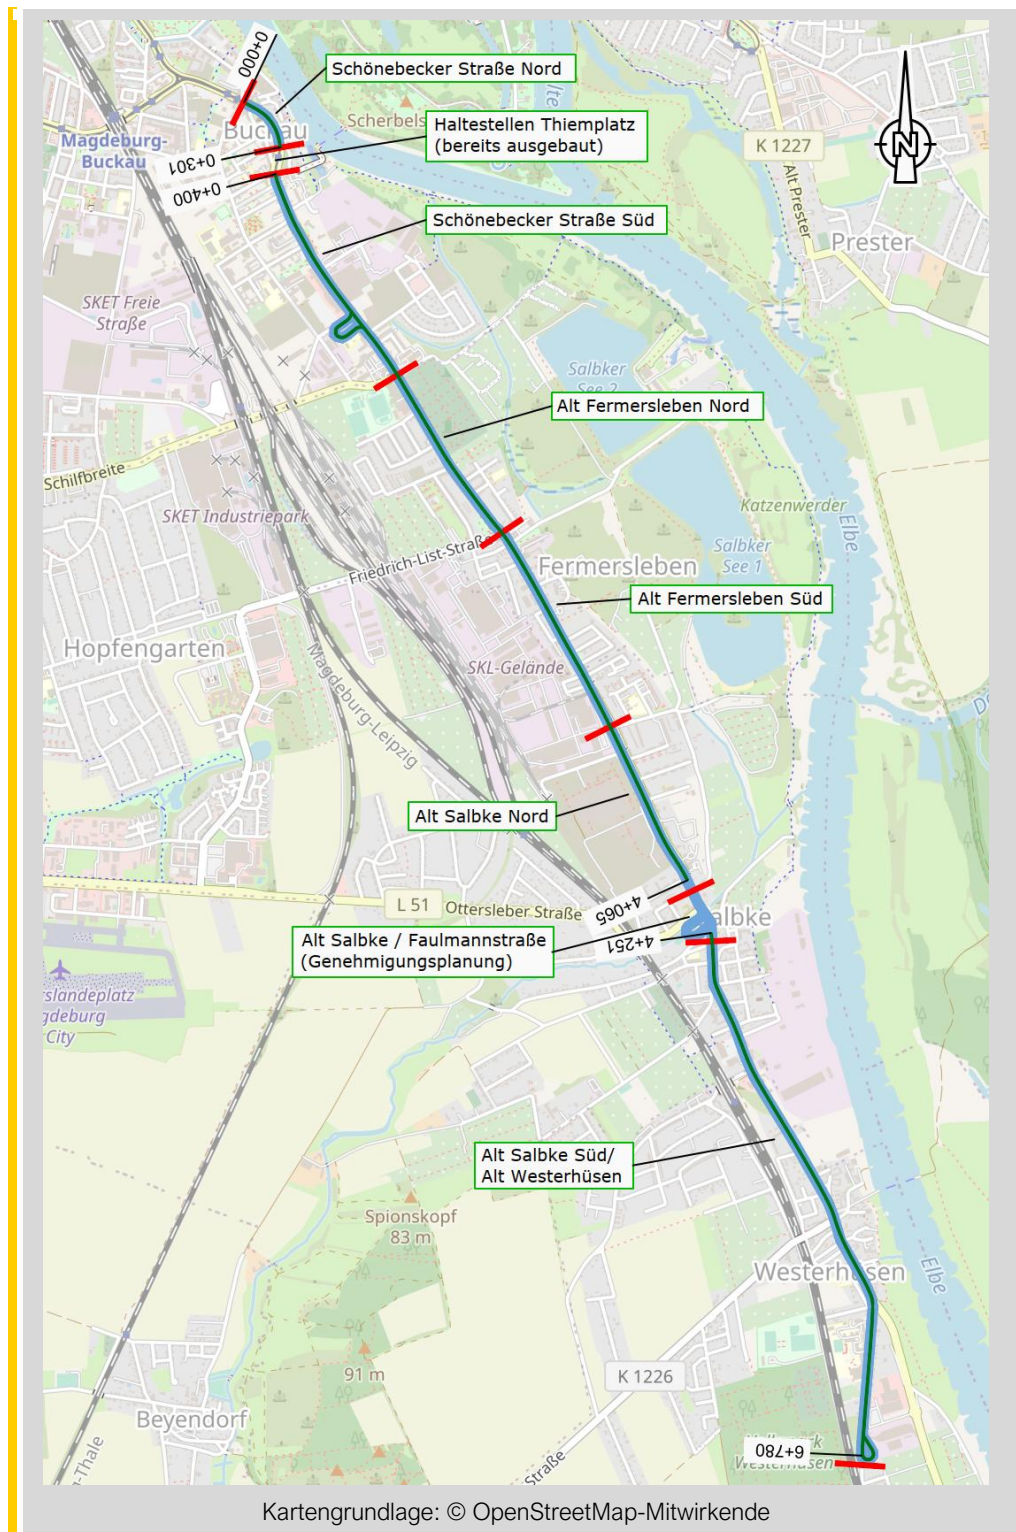 0+000
Schönebecker Straße Nord
Buckau
Magdeburg-
Buckau
0+301
0+400
Haltestellen Thiemplatz
(bereits ausgebaut)
K 1227
Alt Prester
Prester
Schönebecker Straße Süd
SKET Freie
Straße
Salbker
See 2
Alt Fermersleben Nord
Schilfbreite
SKET Industriepark
Katzenwerder
Elbe
Friedrich-List-Straße
Fermersleben
Salbker
See 1
Alt Fermersleben Süd
Hopfengarten
SKL-Gelände
Magdeburg-Leipzig
Alt Salbke Nord
L 51
Ottersleber Straße
4+065
4+251
Alt Salbke / Faulmannstraße
(Genehmigungsplanung)
City
Alt Salbke Süd/
Alt Westerhüsen
Spionskopf
83 m
Westerhüsen
Elbe
91 m
K 1226
Beyendorf
6+780
Westerhüsen
Straße
-Thale
N
Kartengrundlage: © OpenStreetMap-Mitwirkende